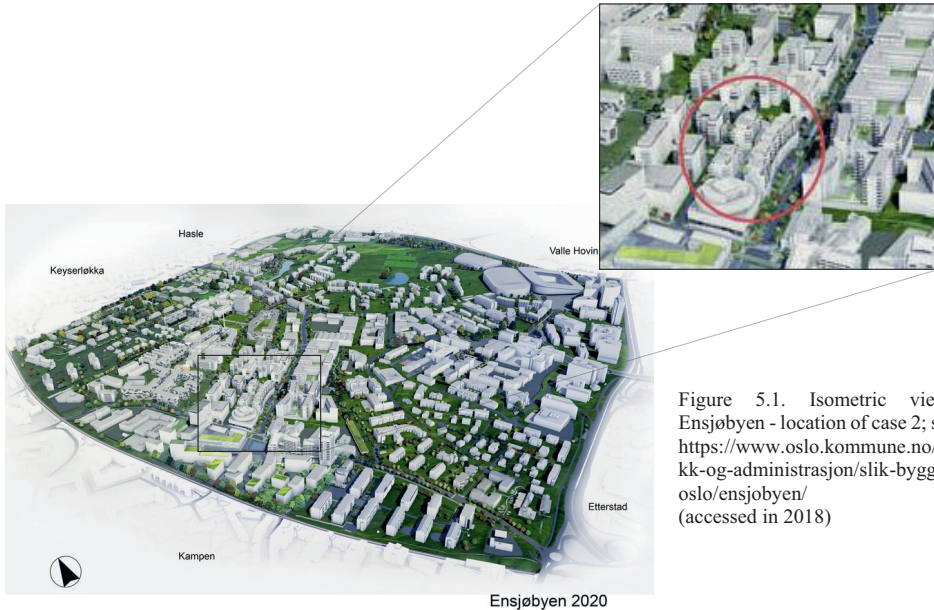 Hasle
Keyserløkka
Valle Hovin
Etterstad
Kampen
Ensjøbyen 2020
Figure 5.1. Isometric vie
Ensjøbyen - location of case 2; s
https://www.oslo.kommune.no/
kk-og-administrasjon/slik-bygg
oslo/ensjobyen/
(accessed in 2018)